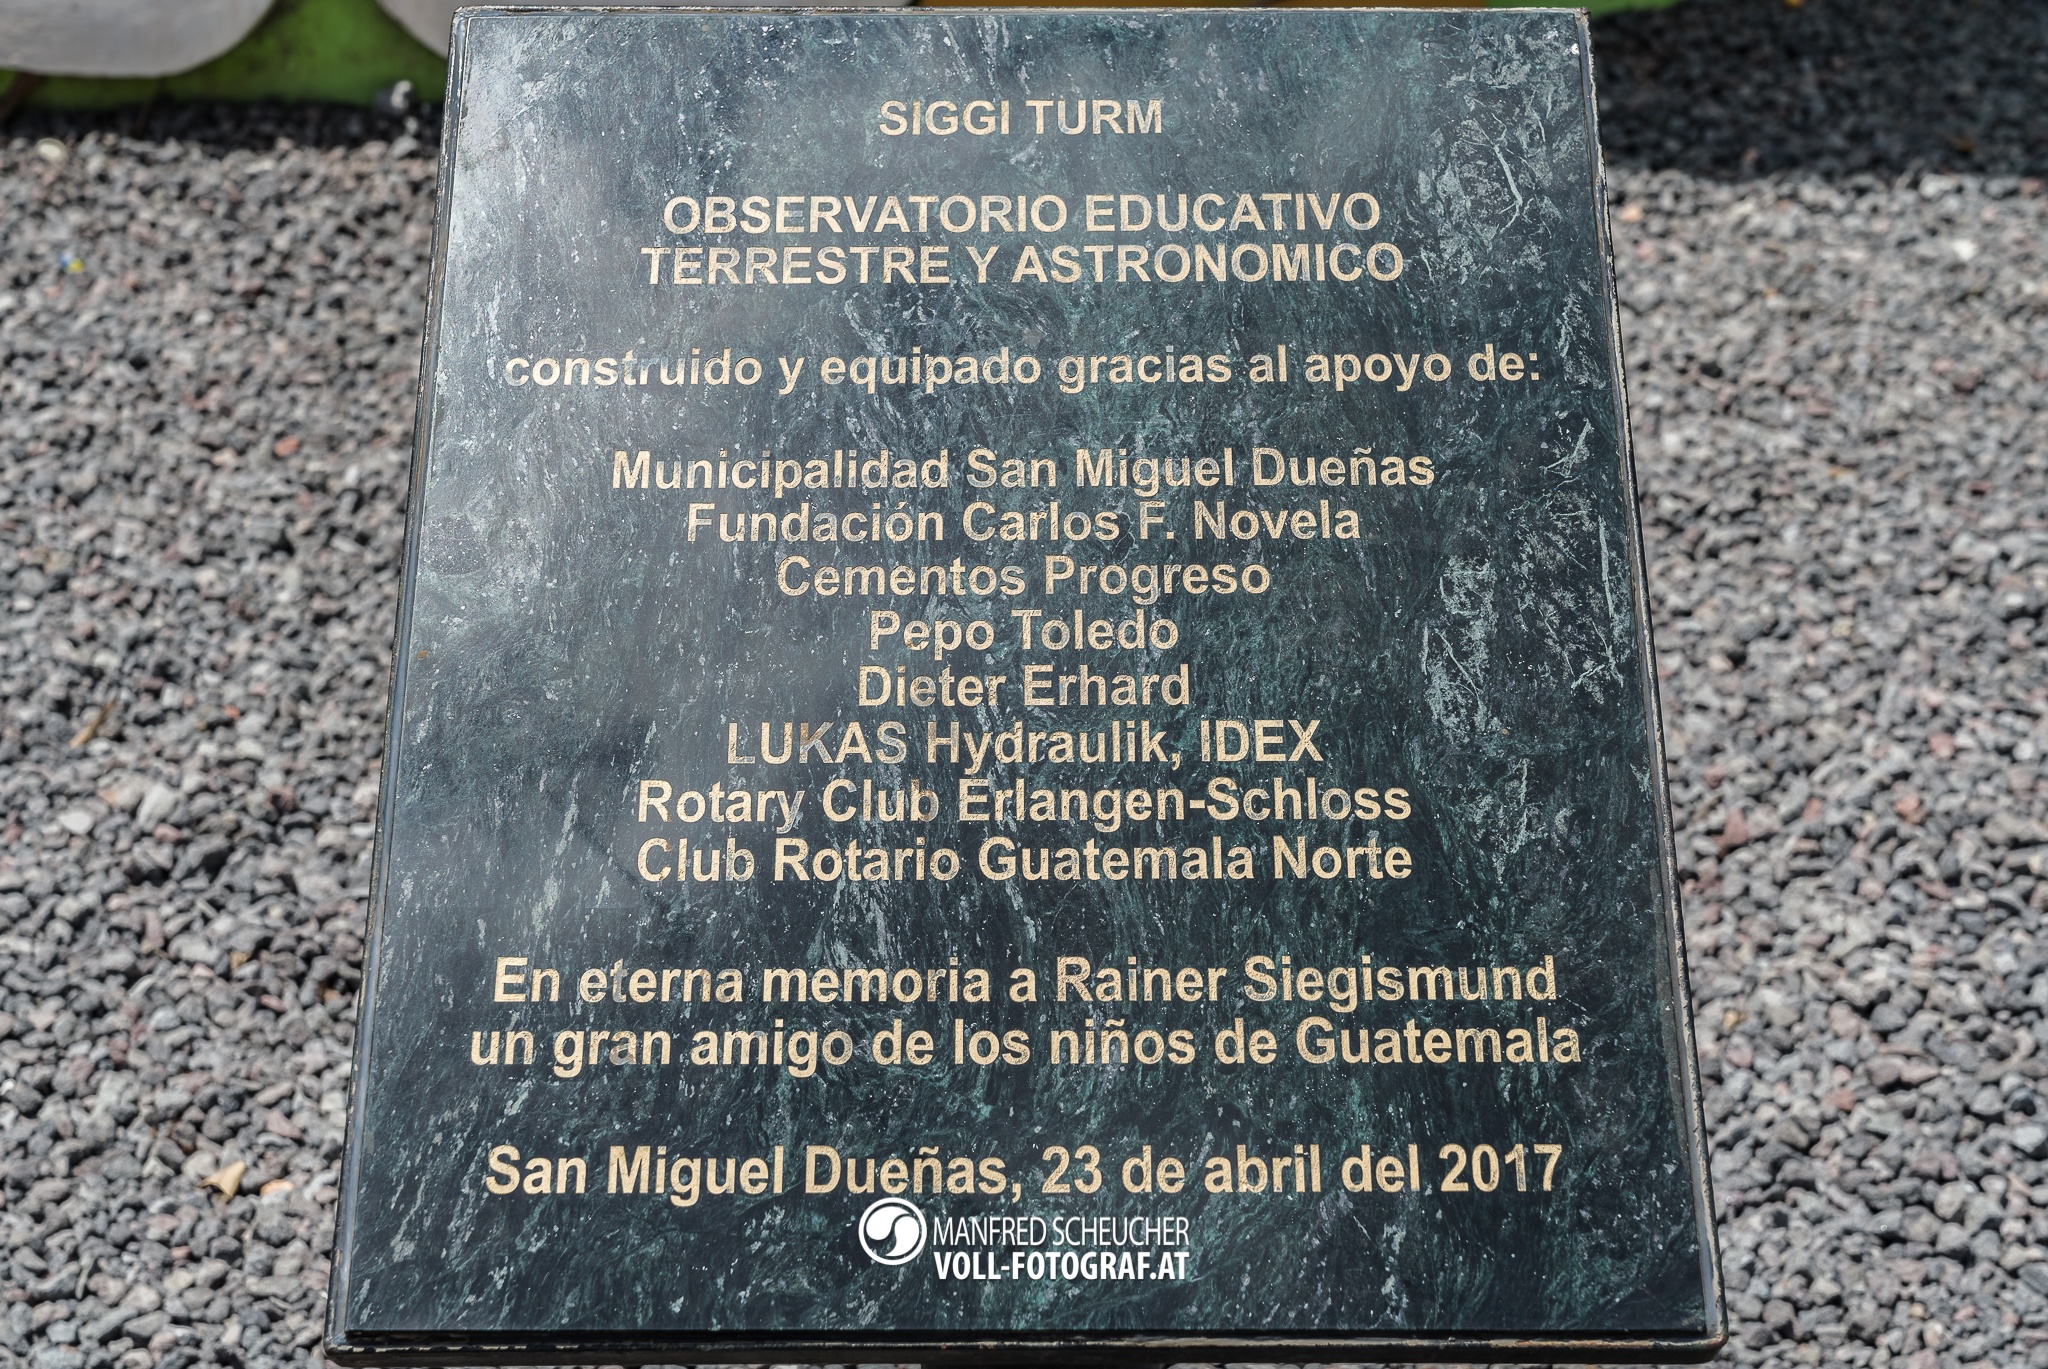 SIGGI TURM
OBSERVATORIO EDUCATIVO
TERRESTRE Y ASTRONOMICO
construido y equipado gracias al apoyo de:
Municipalidad San Miguel Dueñas
Fundación Carlos F. Novela
Cementos Progreso
Pepo Toledo
Dieter Erhard
LUKAS Hydraulik, IDEX
Rotary Club Erlangen-Schloss
Club Rotario Guatemala Norte
En eterna memoria a Rainer Siegismund
un gran amigo de los niños de Guatemala
San Miguel Dueñas, 23 de abril del 2017
MANFRED SCHEUCHER
VOLL-FOTOGRAF.AT